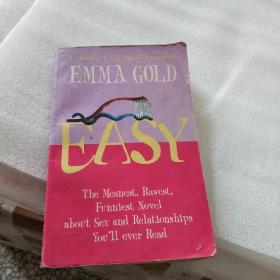 EMMA GOLD
EASY
The Meanest, Rawest,
Funniest Novel
about Sex and Relationships
You'll ever Read